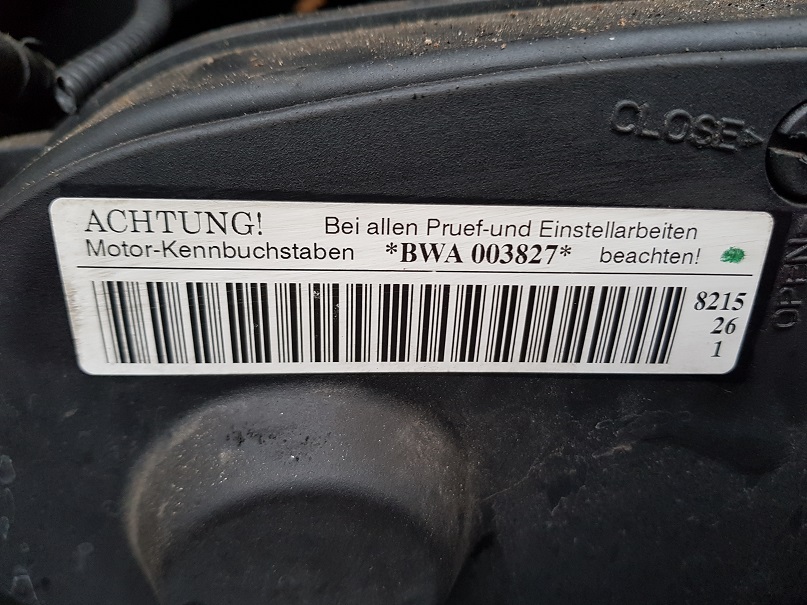 CLOSE
ACHTUNG! Bei allen Pruef-und Einstellarbeiten
Motor-Kennbuchstaben *BWA 003827* beachten!
8215
26
1
OPEN